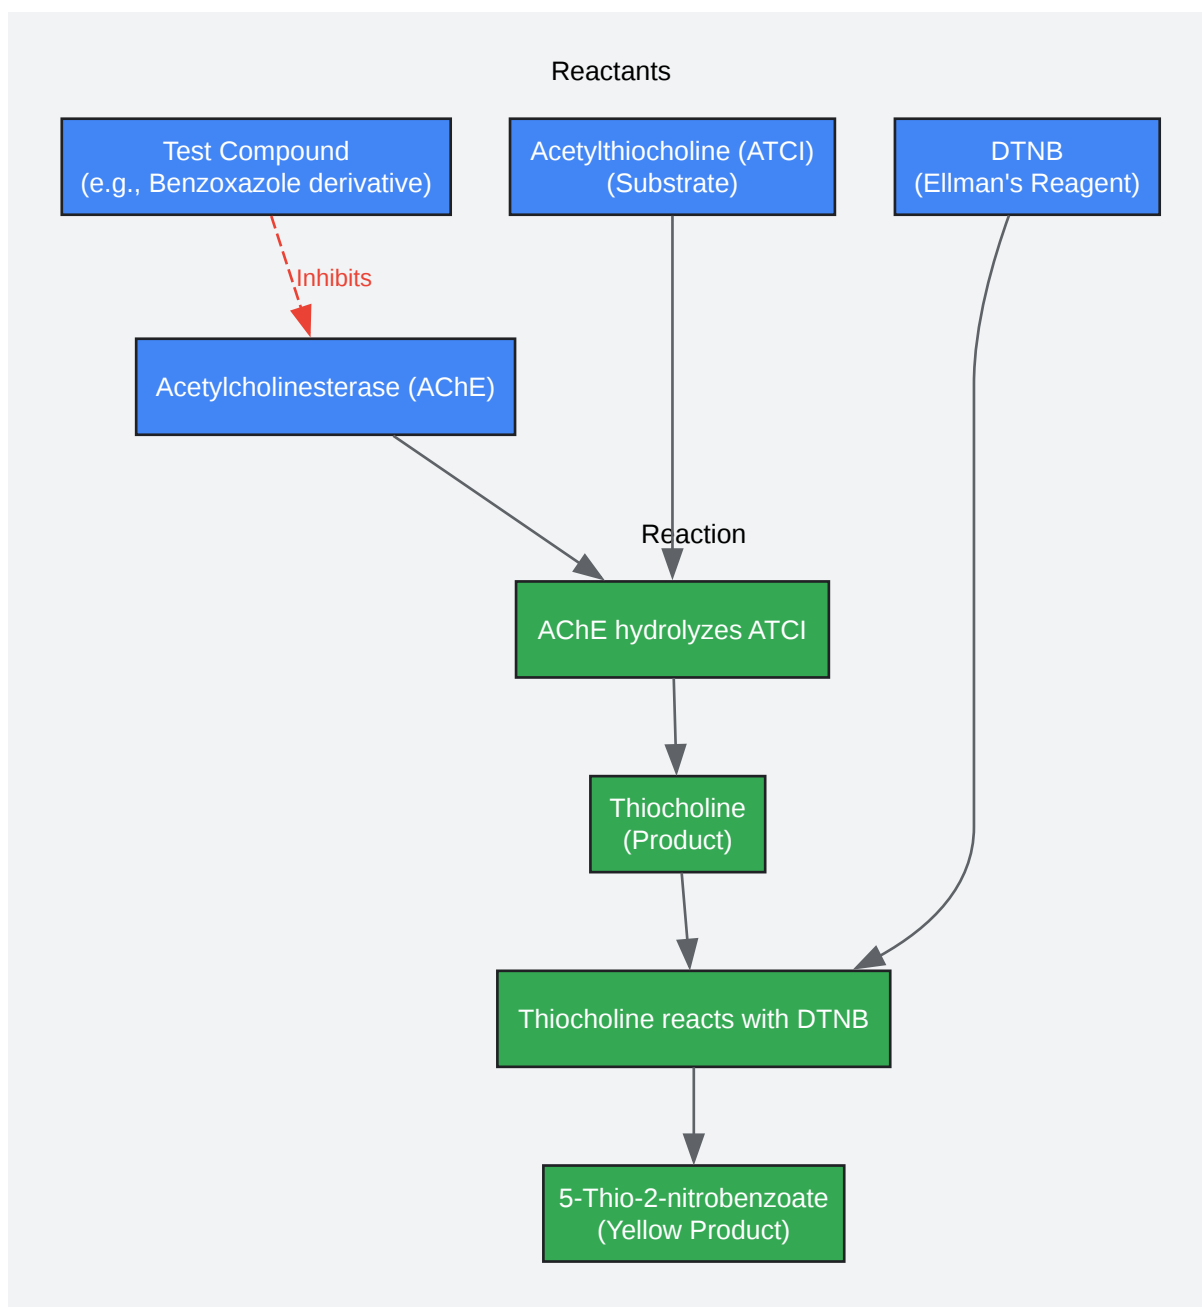 Reactants
Test Compound
(e.g., Benzoxazole derivative)
Acetylthiocholine (ATCI)
(Substrate)
DTNB
(Ellman's Reagent)
Inhibits
Acetylcholinesterase (AChE)
Reaction
AChE hydrolyzes ATCI
Thiocholine
(Product)
Thiocholine reacts with DTNB
5-Thio-2-nitrobenzoate
(Yellow Product)